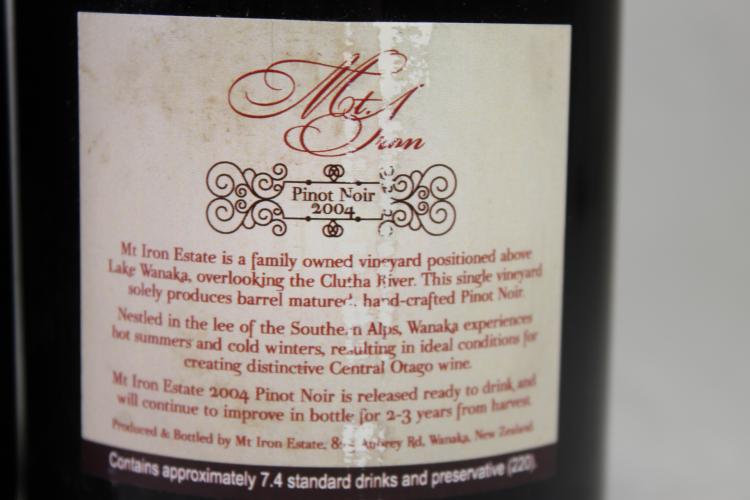 Mt. Iron
Pinot Noir
2004
Mt Iron Estate is a family owned vineyard positioned above
Lake Wanaka, overlooking the Clutha River. This single vineyard
solely produces barrel matured, hand-crafted Pinot Noir.
Nestled in the lee of the Southern Alps, Wanaka experiences
hot summers and cold winters, resulting in ideal conditions for
creating distinctive Central Otago wine.
Mt Iron Estate 2004 Pinot Noir is released ready to drink and
will continue to improve in bottle for 2-3 years from harvest.
Produced & Bottled by Mt Iron Estate, Aubrey Rd, Wanaka, New Zealand.
Contains approximately 7.4 standard drinks and preservative (220).